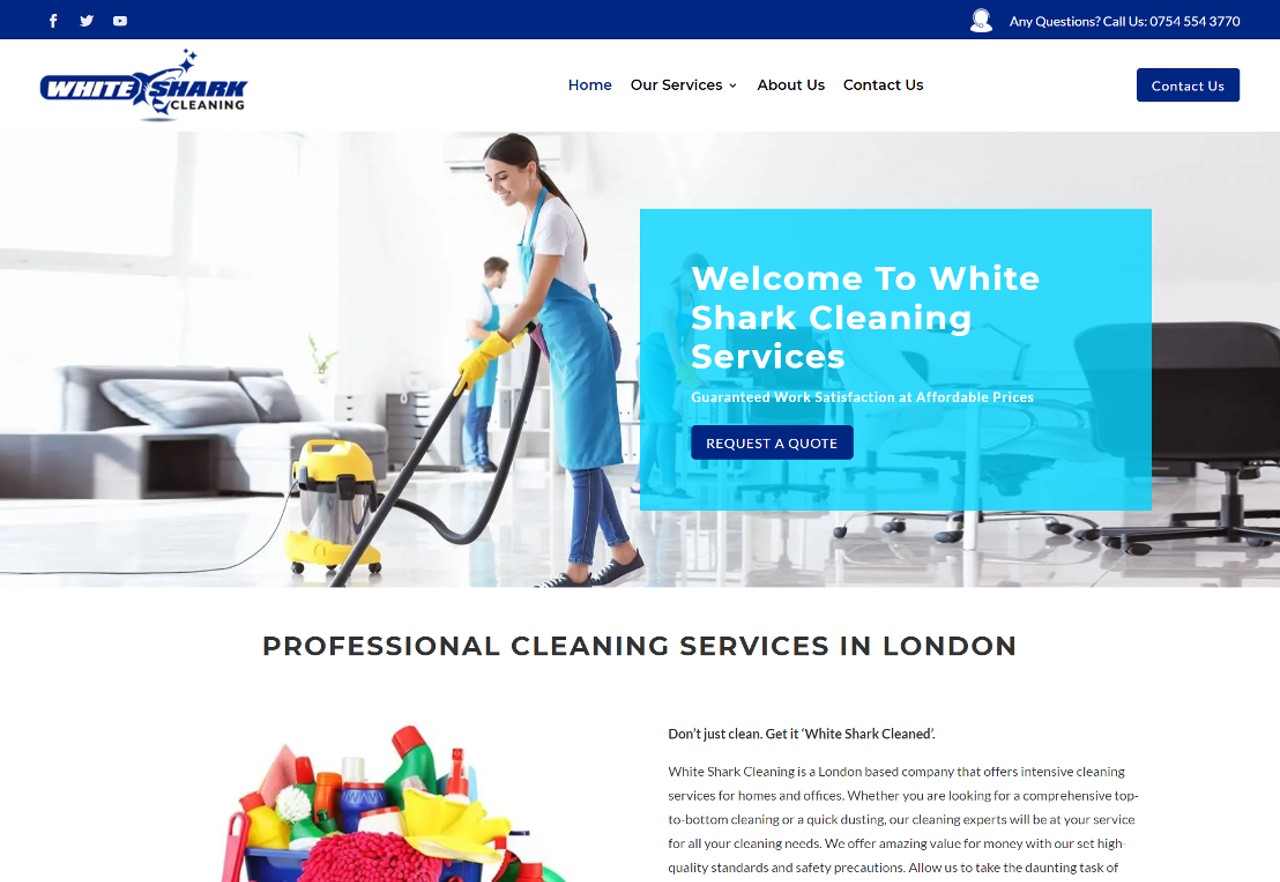 Any Questions? Call Us: 0754 554 3770
WHITE SHARK
CLEANING
Home
Our Services
About Us
Contact Us
Contact Us
Welcome To White
Shark Cleaning
Services
Guaranteed Work Satisfaction at Affordable Prices
REQUEST A QUOTE
PROFESSIONAL CLEANING SERVICES IN LONDON
Don’t just clean. Get it ‘White Shark Cleaned’.
White Shark Cleaning is a London based company that offers intensive cleaning
services for homes and offices. Whether you are looking for a comprehensive top-
to-bottom cleaning or a quick dusting, our cleaning experts will be at your service
for all your cleaning needs. We offer amazing value for money with our set high-
quality standards and safety precautions. Allow us to take the daunting task of